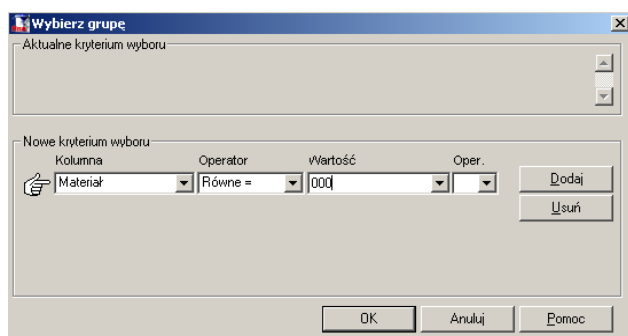 Wybierz grupę
Aktualne kryterium wyboru
Nowe kryterium wyboru
Kolumna Operator Wartość Oper.
Materiał Równe = 000 Dodaj
Usuń
OK Anuluj Pomoc